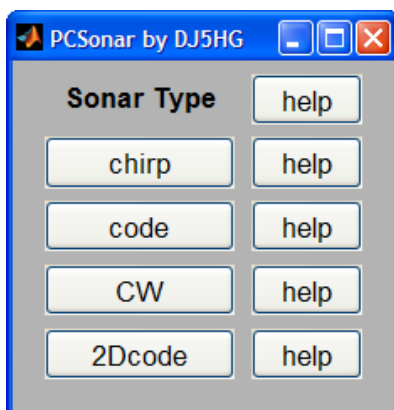 PCSonar by DJ5HG
Sonar Type help
chirp help
code help
CW help
2Dcode help